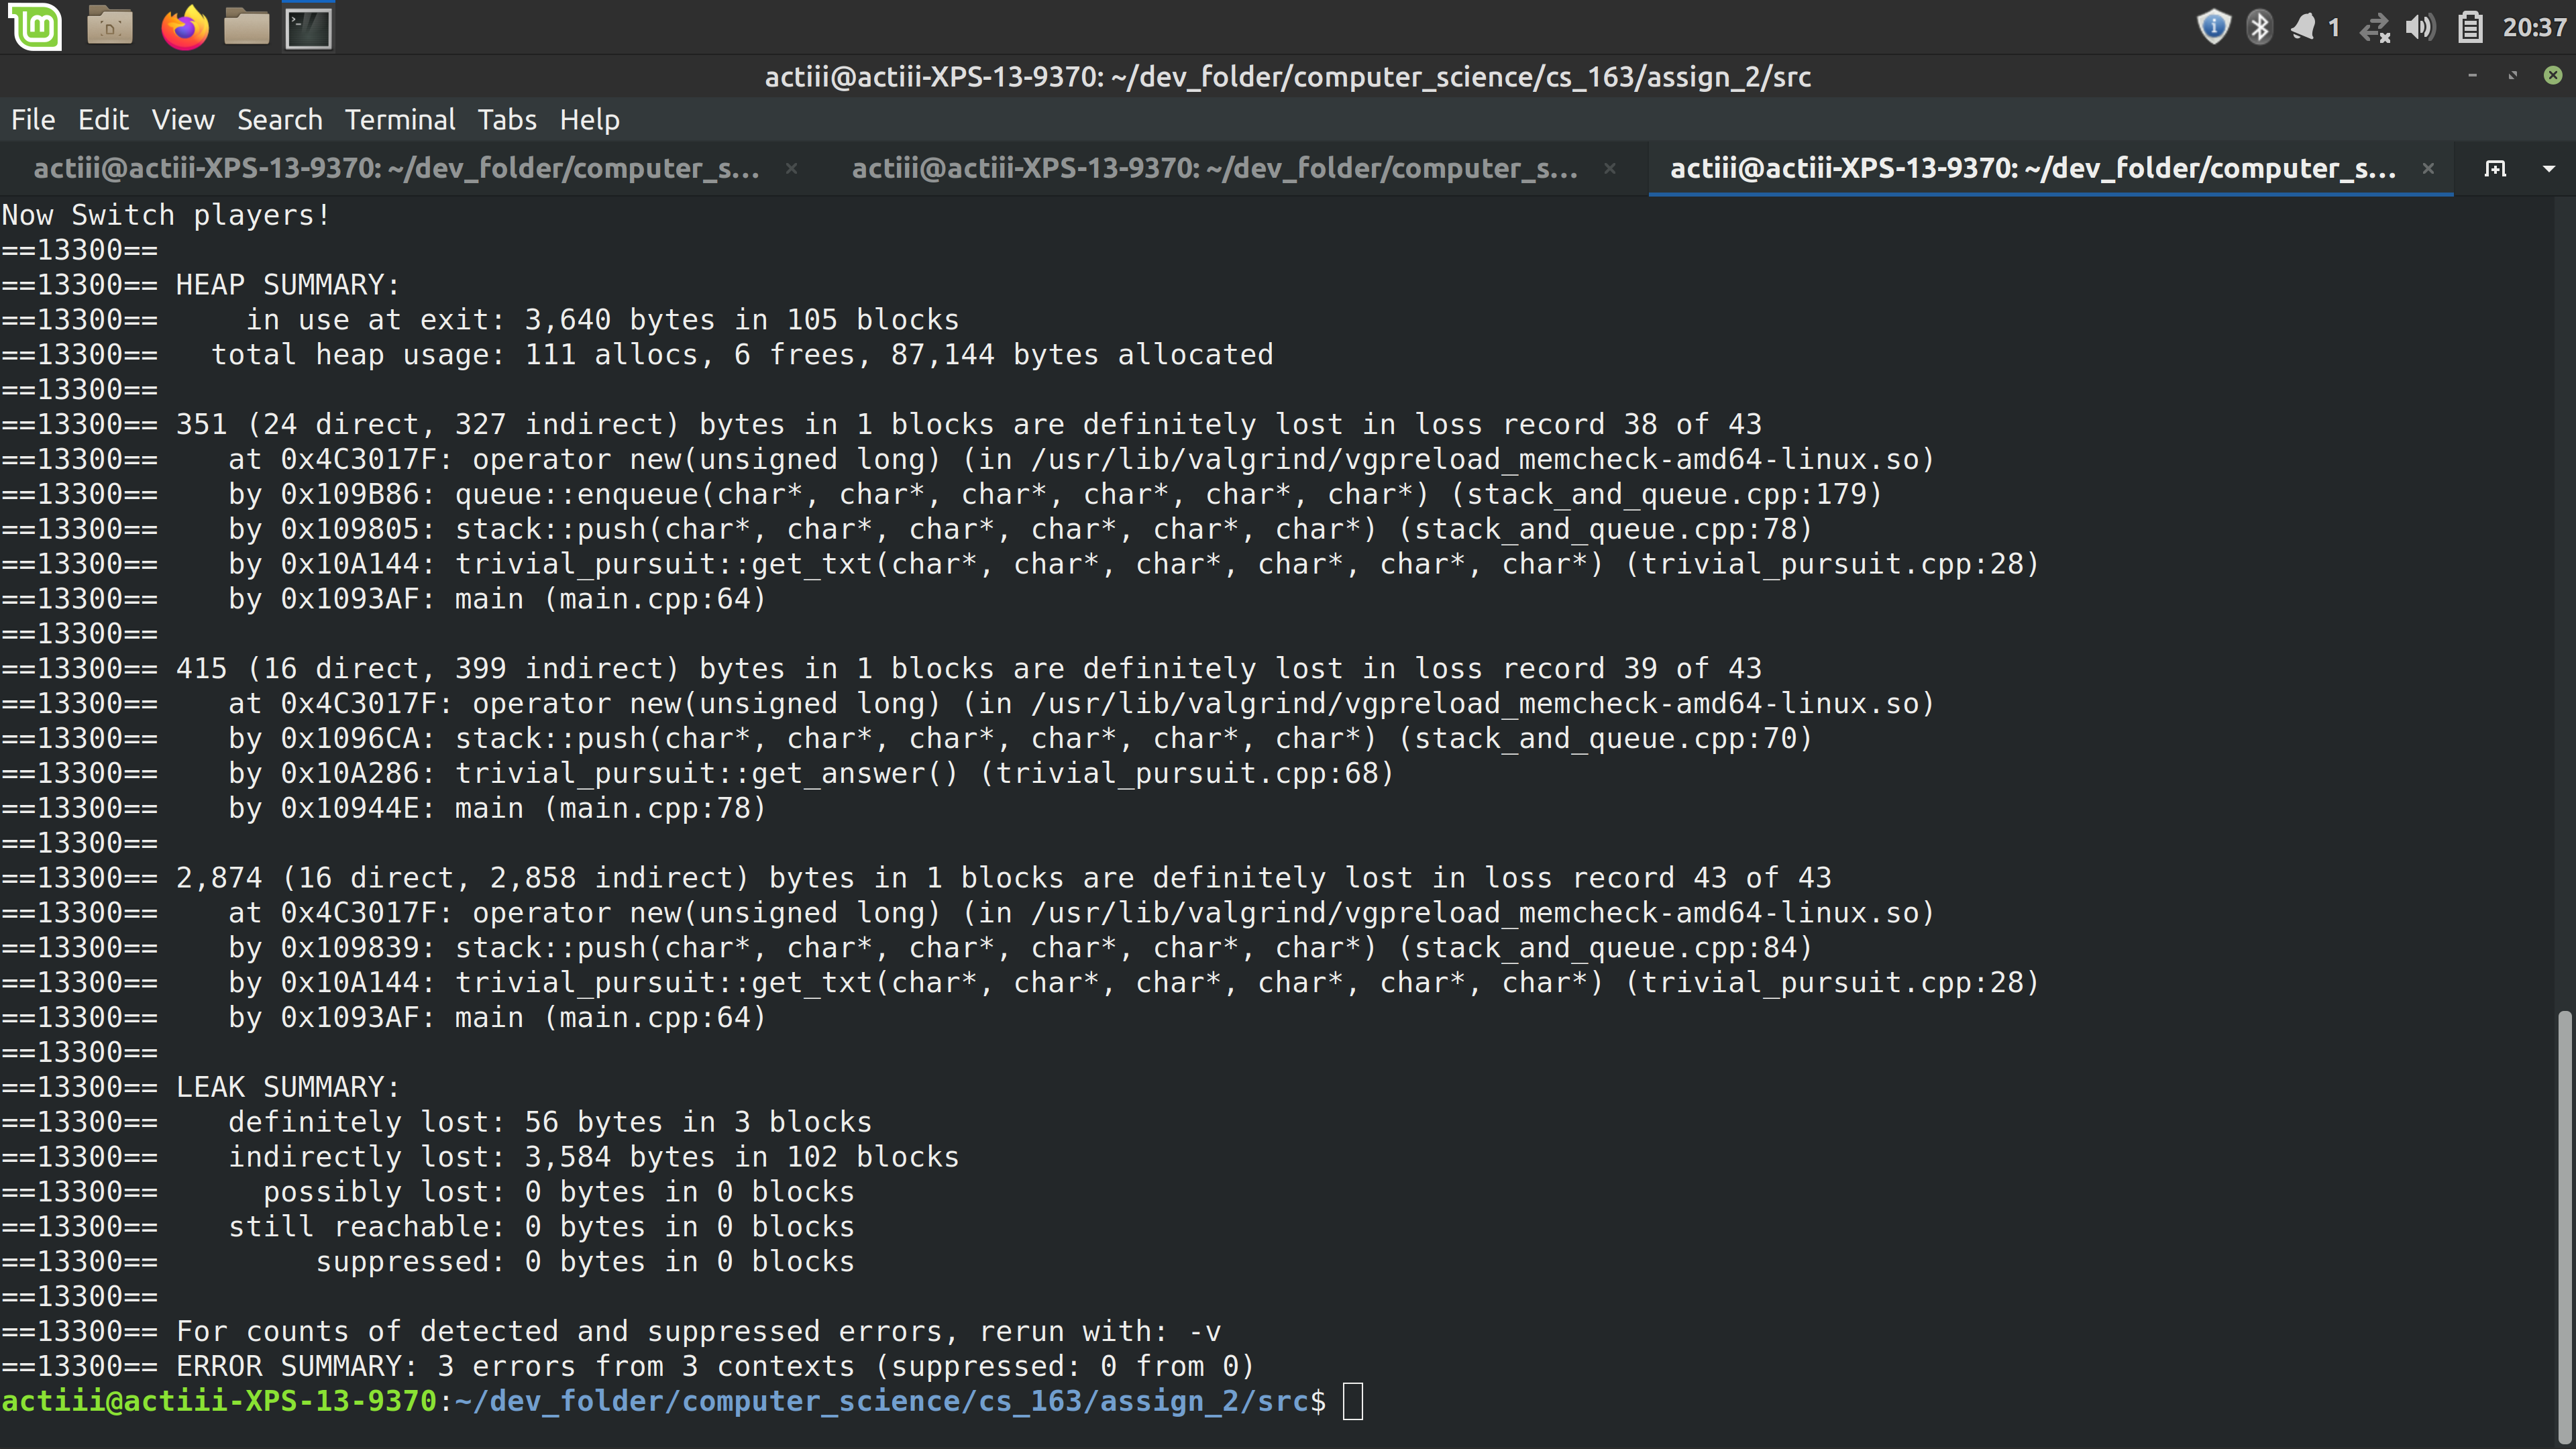 1 20:37
actiii@actiii-XPS-13-9370: ~/dev_folder/computer_science/cs_163/assign_2/src
File Edit View Search Terminal Tabs Help
actiii@actiii-XPS-13-9370: ~/dev_folder/computer_s... × actiii@actiii-XPS-13-9370: ~/dev_folder/computer_s... × actiii@actiii-XPS-13-9370: ~/dev_folder/computer_s... ×
Now Switch players!
==13300==
==13300== HEAP SUMMARY:
==13300==     in use at exit: 3,640 bytes in 105 blocks
==13300==   total heap usage: 111 allocs, 6 frees, 87,144 bytes allocated
==13300==
==13300== 351 (24 direct, 327 indirect) bytes in 1 blocks are definitely lost in loss record 38 of 43
==13300==    at 0x4C3017F: operator new(unsigned long) (in /usr/lib/valgrind/vgpreload_memcheck-amd64-linux.so)
==13300==    by 0x109B86: queue::enqueue(char*, char*, char*, char*, char*, char*) (stack_and_queue.cpp:179)
==13300==    by 0x109805: stack::push(char*, char*, char*, char*, char*, char*) (stack_and_queue.cpp:78)
==13300==    by 0x10A144: trivial_pursuit::get_txt(char*, char*, char*, char*, char*, char*) (trivial_pursuit.cpp:28)
==13300==    by 0x1093AF: main (main.cpp:64)
==13300==
==13300== 415 (16 direct, 399 indirect) bytes in 1 blocks are definitely lost in loss record 39 of 43
==13300==    at 0x4C3017F: operator new(unsigned long) (in /usr/lib/valgrind/vgpreload_memcheck-amd64-linux.so)
==13300==    by 0x1096CA: stack::push(char*, char*, char*, char*, char*, char*) (stack_and_queue.cpp:70)
==13300==    by 0x10A286: trivial_pursuit::get_answer() (trivial_pursuit.cpp:68)
==13300==    by 0x10944E: main (main.cpp:78)
==13300==
==13300== 2,874 (16 direct, 2,858 indirect) bytes in 1 blocks are definitely lost in loss record 43 of 43
==13300==    at 0x4C3017F: operator new(unsigned long) (in /usr/lib/valgrind/vgpreload_memcheck-amd64-linux.so)
==13300==    by 0x109839: stack::push(char*, char*, char*, char*, char*, char*) (stack_and_queue.cpp:84)
==13300==    by 0x10A144: trivial_pursuit::get_txt(char*, char*, char*, char*, char*, char*) (trivial_pursuit.cpp:28)
==13300==    by 0x1093AF: main (main.cpp:64)
==13300==
==13300== LEAK SUMMARY:
==13300==    definitely lost: 56 bytes in 3 blocks
==13300==    indirectly lost: 3,584 bytes in 102 blocks
==13300==      possibly lost: 0 bytes in 0 blocks
==13300==    still reachable: 0 bytes in 0 blocks
==13300==         suppressed: 0 bytes in 0 blocks
==13300==
==13300== For counts of detected and suppressed errors, rerun with: -v
==13300== ERROR SUMMARY: 3 errors from 3 contexts (suppressed: 0 from 0)
actiii@actiii-XPS-13-9370:~/dev_folder/computer_science/cs_163/assign_2/src$